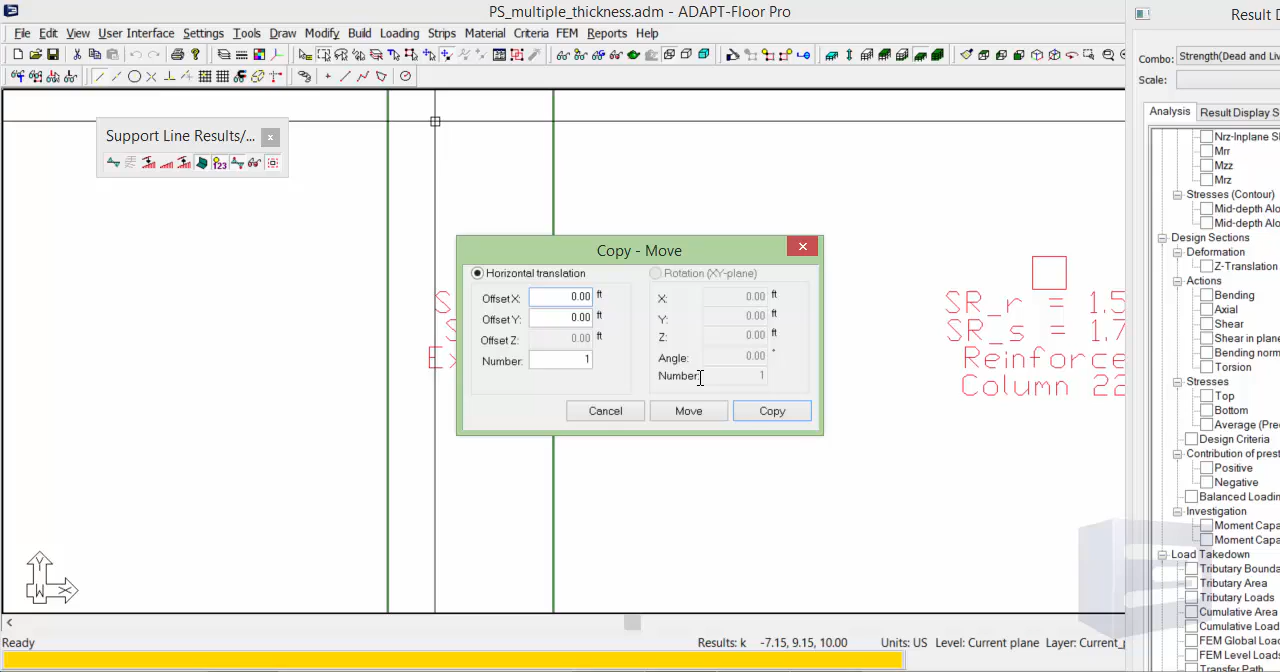 PS_multiple_thickness.adm - ADAPT-Floor Pro
File Edit View User Interface Settings Tools Draw Modify Build Loading Strips Material Criteria FEM Reports Help
Support Line Results/...
123
Copy - Move
Horizontal translation
Offset X: 0.00 ft
Offset Y: 0.00 ft
Offset Z: 0.00 ft
Number: 1
Rotation (XY-plane)
X: 0.00 ft
Y: 0.00 ft
Z: 0.00 ft
Angle: 0.00 °
Number: 1
Cancel Move Copy
S
S
Ex
SR_r = 1.5
SR_s = 1.7
Reinforce
Column 22
Y
W X
Result D
Combo: Strength(Dead and Liv
Scale:
Analysis Result Display S
Nrz-Inplane S
Mrr
Mzz
Mrz
Stresses (Contour)
Mid-depth Alo
Mid-depth Alo
Design Sections
Deformation
Z-Translation
Actions
Bending
Axial
Shear
Shear in plane
Bending norm
Torsion
Stresses
Top
Bottom
Average (Prec
Design Criteria
Contribution of prest
Positive
Negative
Balanced Loadin
Investigation
Moment Capa
Moment Capa
Load Takedown
Tributary Bounda
Tributary Area
Tributary Loads
Cumulative Area
Cumulative Load
FEM Global Load
FEM Level Loads
Transfer Path
Ready Results: k -7.15, 9.15, 10.00 Units: US Level: Current plane Layer: Current_p